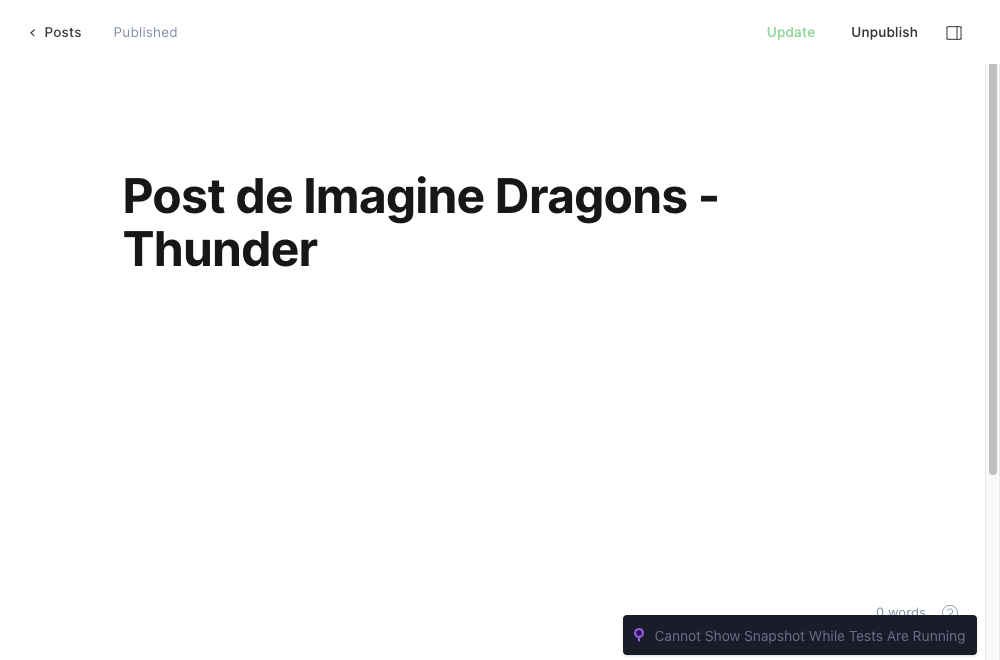 Posts Published Update Unpublish
Post de Imagine Dragons -
Thunder
0 words
Cannot Show Snapshot While Tests Are Running